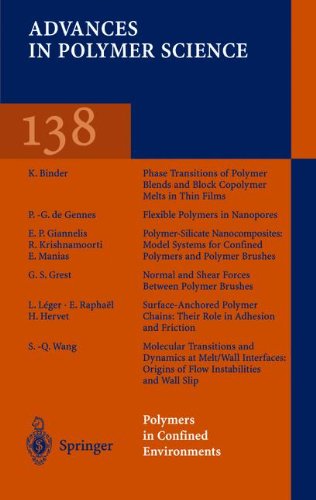 ADVANCES
IN POLYMER SCIENCE
138
K. Binder
Phase Transitions of Polymer
Blends and Block Copolymer
Melts in Thin Films
P. -G. de Gennes
Flexible Polymers in Nanopores
E. P. Giannelis
R. Krishnamoorti
E. Manias
Polymer-Silicate Nanocomposites:
Model Systems for Confined
Polymers and Polymer Brushes
G. S. Grest
Normal and Shear Forces
Between Polymer Brushes
L. Léger · E. Raphaël
H. Hervet
Surface-Anchored Polymer
Chains: Their Role in Adhesion
and Friction
S. -Q. Wang
Molecular Transitions and
Dynamics at Melt/Wall Interfaces:
Origins of Flow Instabilities
and Wall Slip
Springer
Polymers
in Confined
Environments